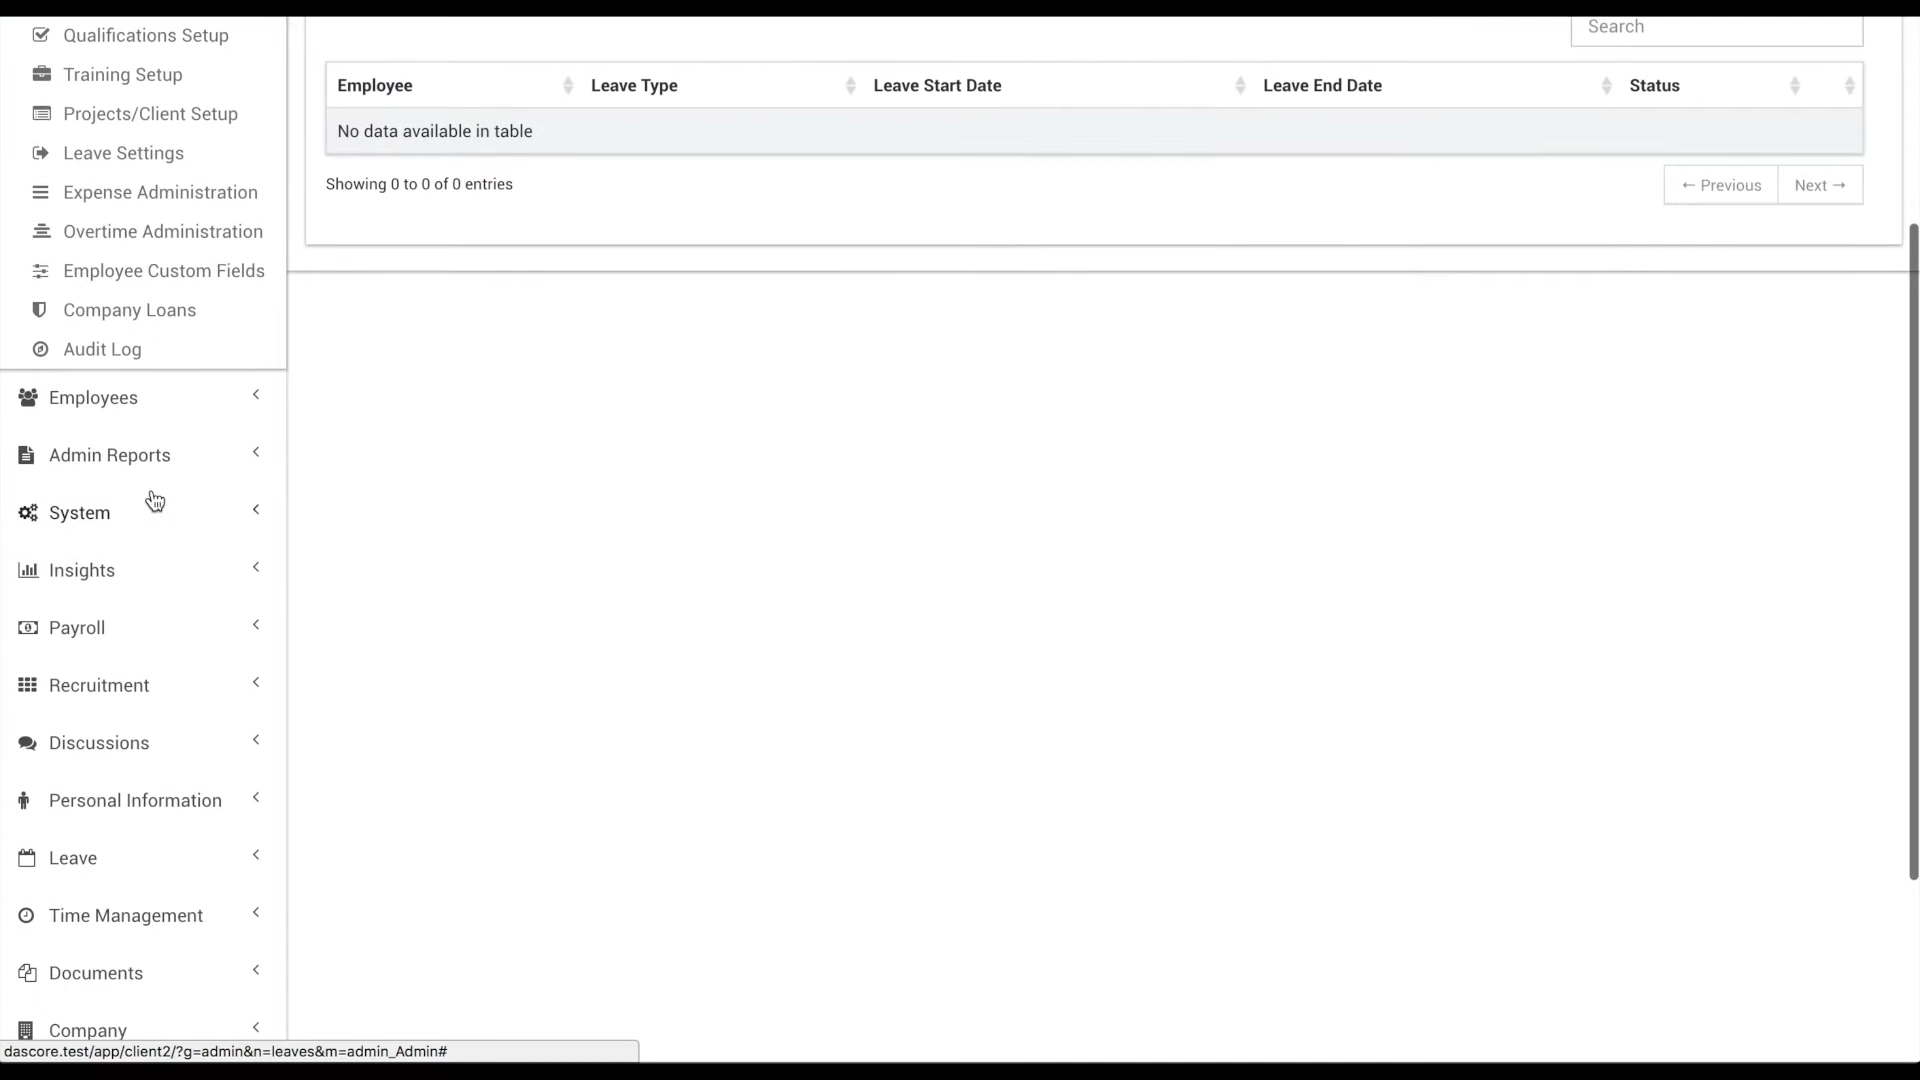 Qualifications Setup
Training Setup
Projects/Client Setup
Leave Settings
Expense Administration
Overtime Administration
Employee Custom Fields
Company Loans
Audit Log
Employees
Admin Reports
System
Insights
Payroll
Recruitment
Discussions
Personal Information
Leave
Time Management
Documents
Company
Search
Employee Leave Type Leave Start Date Leave End Date Status
No data available in table
Showing 0 to 0 of 0 entries
← Previous Next →
dascore.test/app/client2/?g=admin&n=leaves&m=admin_Admin#